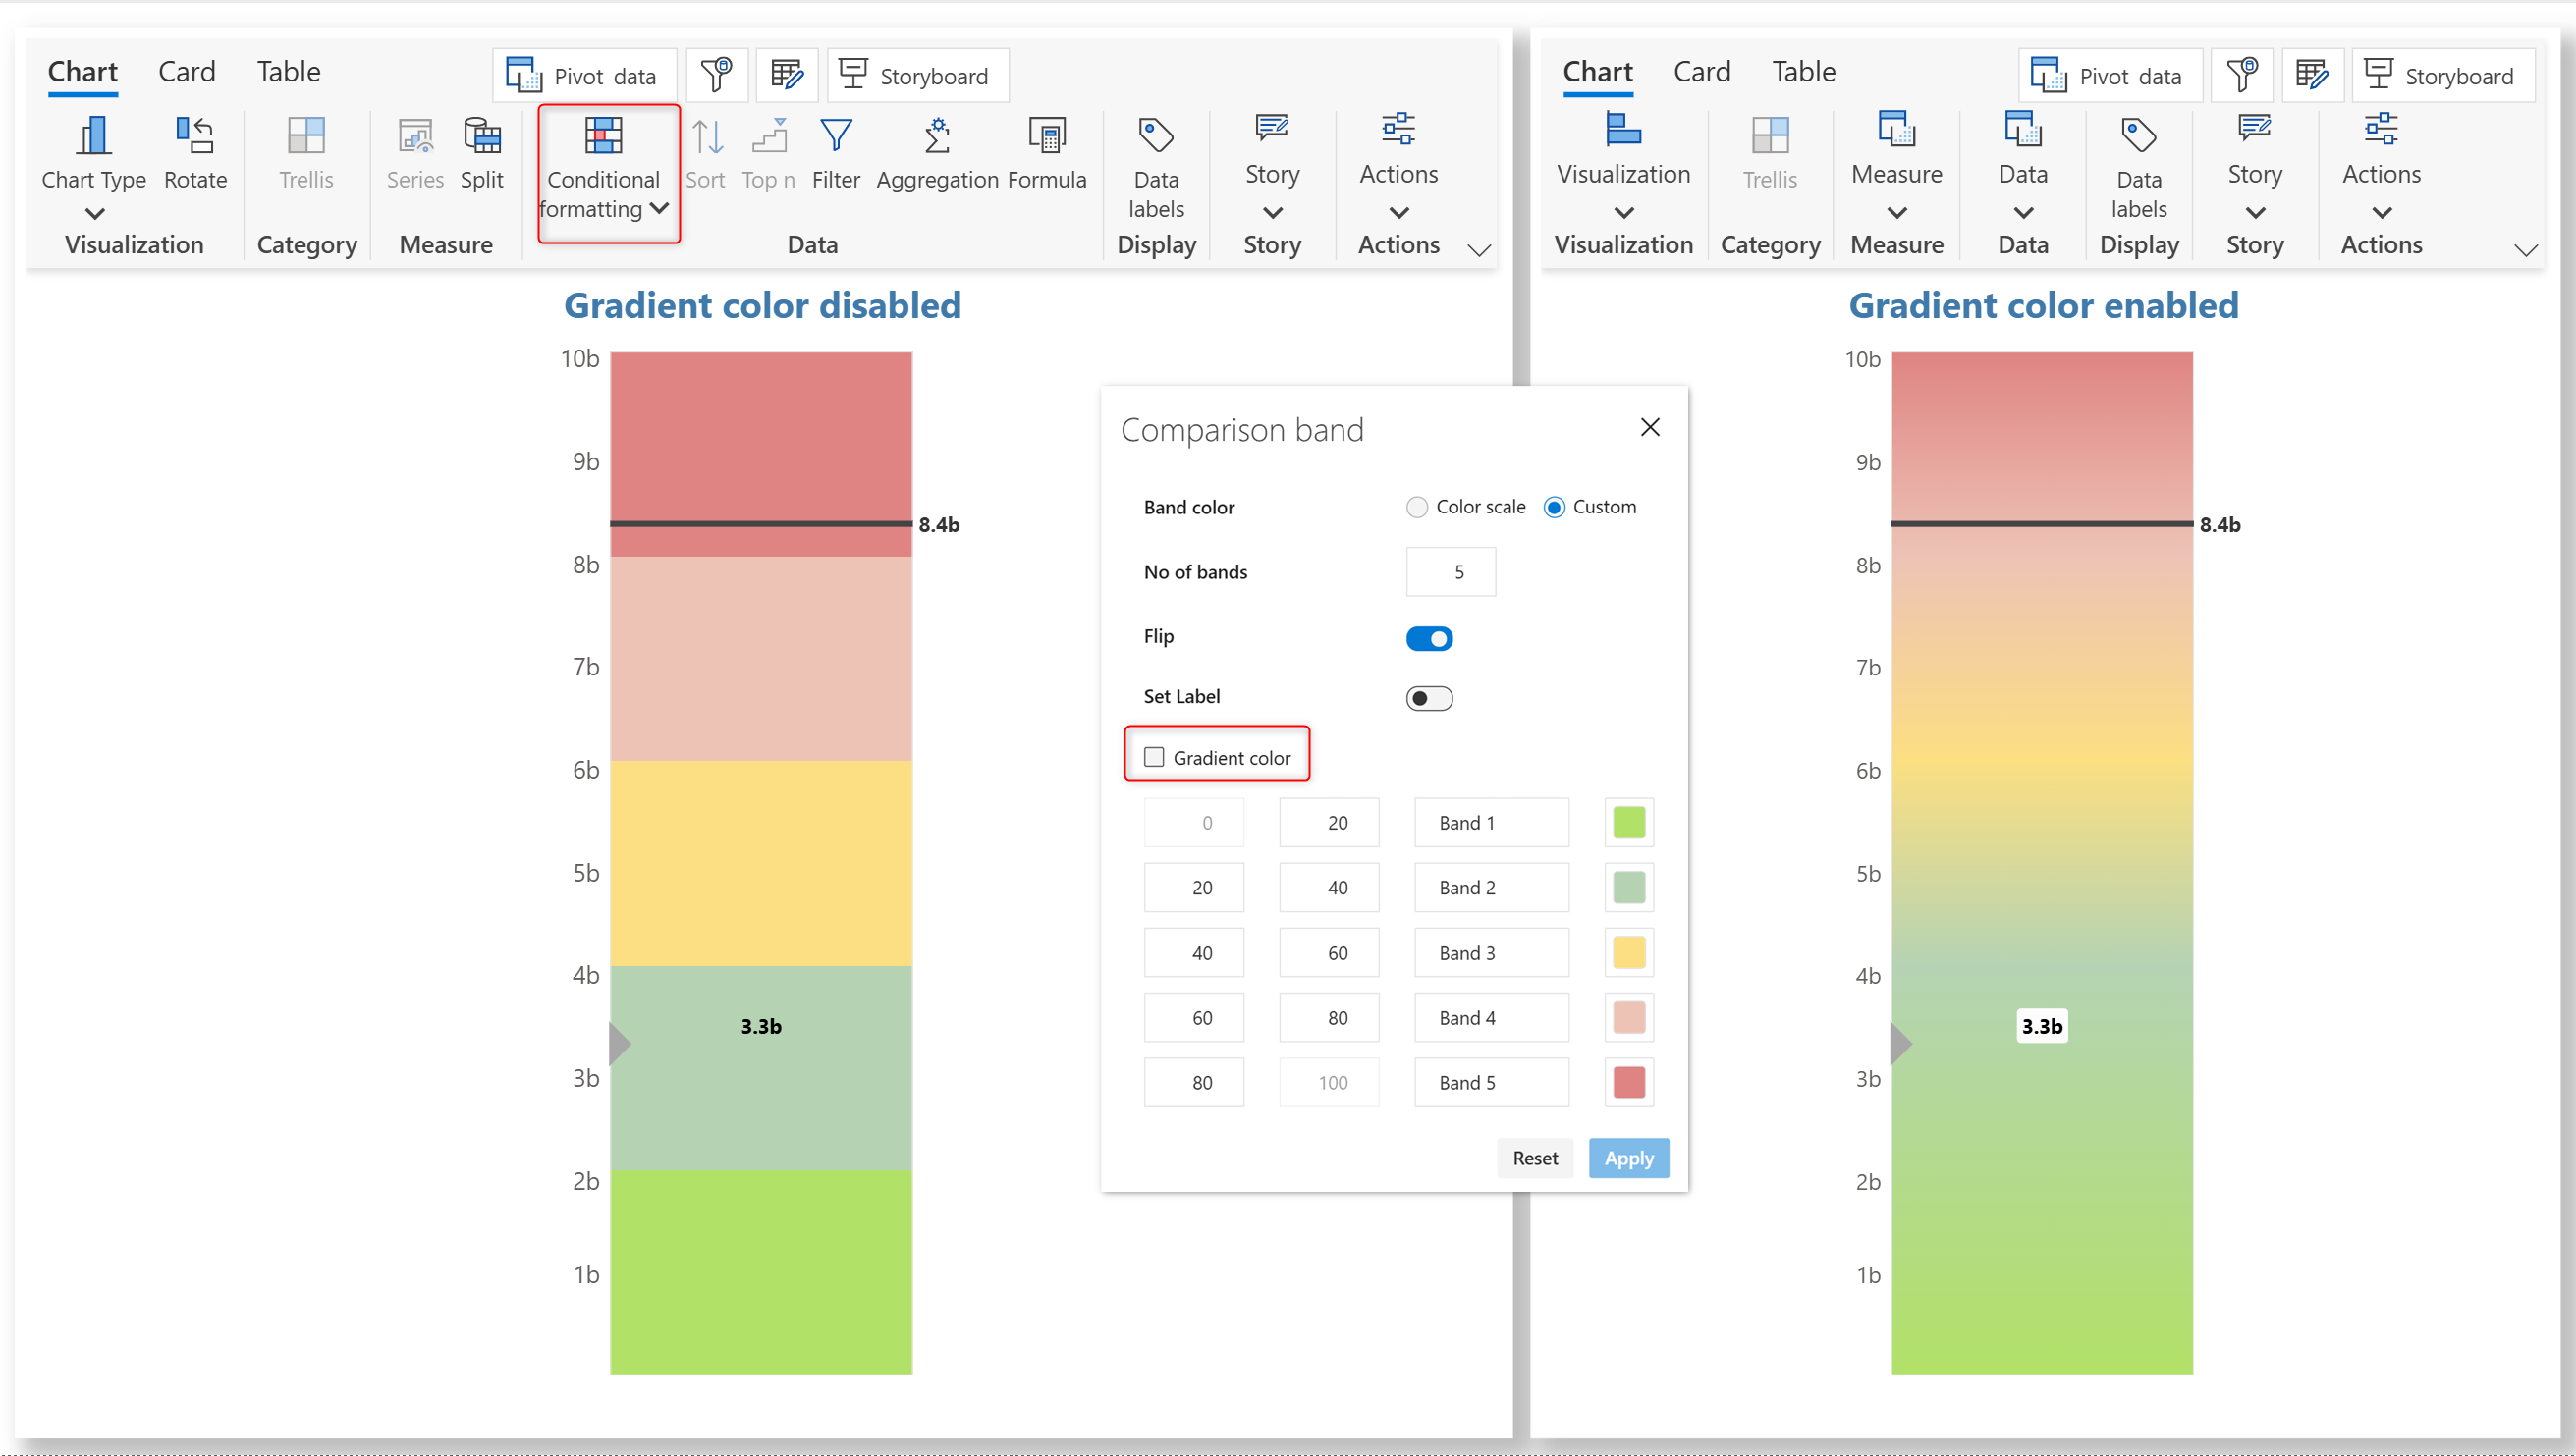 Chart Card Table Pivot data Storyboard
Chart Type Rotate Trellis Series Split Conditional formatting Sort Top n Filter Aggregation Formula Data labels Story Actions
Visualization Category Measure Data Display Story Actions
Gradient color disabled
10b
9b
8.4b
8b
7b
6b
5b
4b
3.3b
3b
2b
1b
Comparison band
Band color Color scale Custom
No of bands 5
Flip
Set Label
Gradient color
0 20 Band 1
20 40 Band 2
40 60 Band 3
60 80 Band 4
80 100 Band 5
Reset Apply
Chart Card Table Pivot data Storyboard
Visualization Trellis Measure Data Data labels Story Actions
Visualization Category Measure Data Display Story Actions
Gradient color enabled
10b
9b
8.4b
8b
7b
6b
5b
4b
3.3b
3b
2b
1b